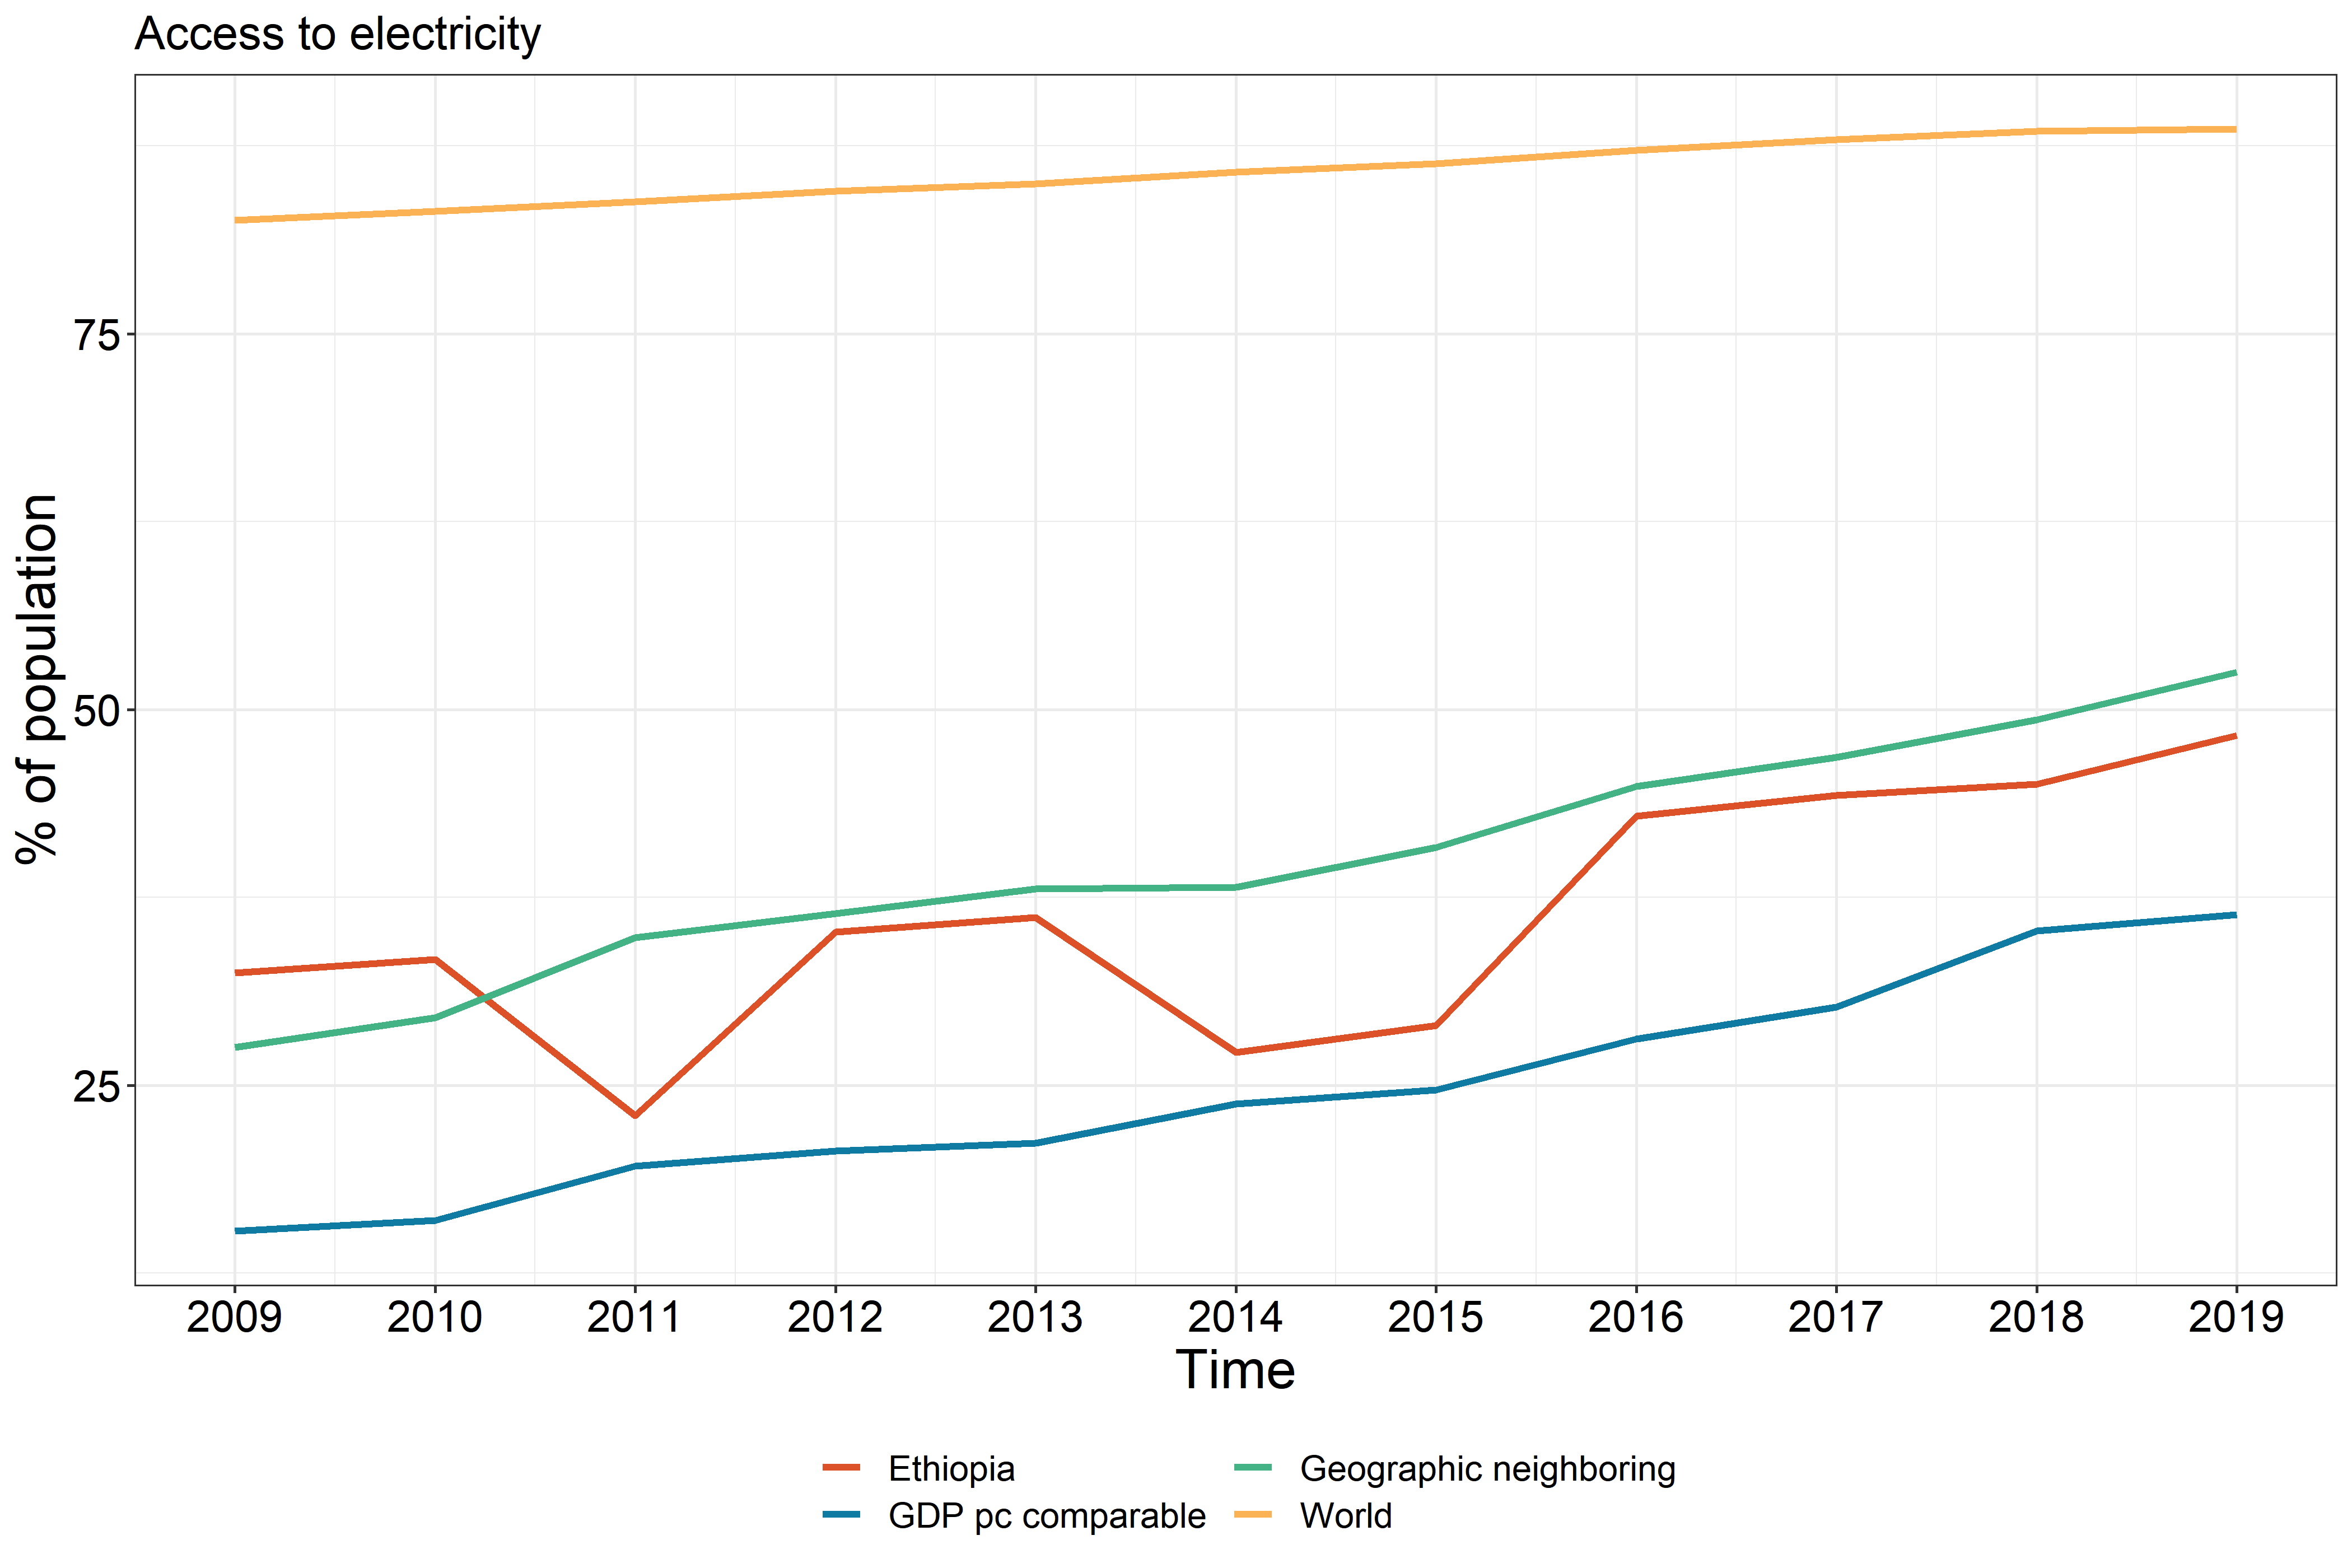 Access to electricity
% of population
75
50
25
2009 2010 2011 2012 2013 2014 2015 2016 2017 2018 2019
Time
Ethiopia Geographic neighboring
GDP pc comparable World